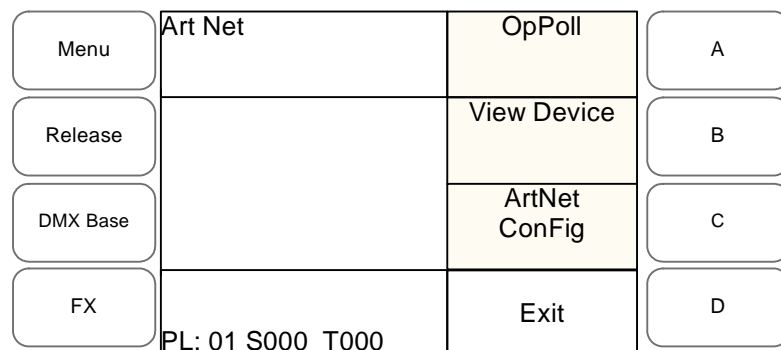 Menu
Art Net
OpPoll
A
Release
View Device
B
DMX Base
ArtNet
ConFig
C
FX
PL: 01 S000 T000
Exit
D